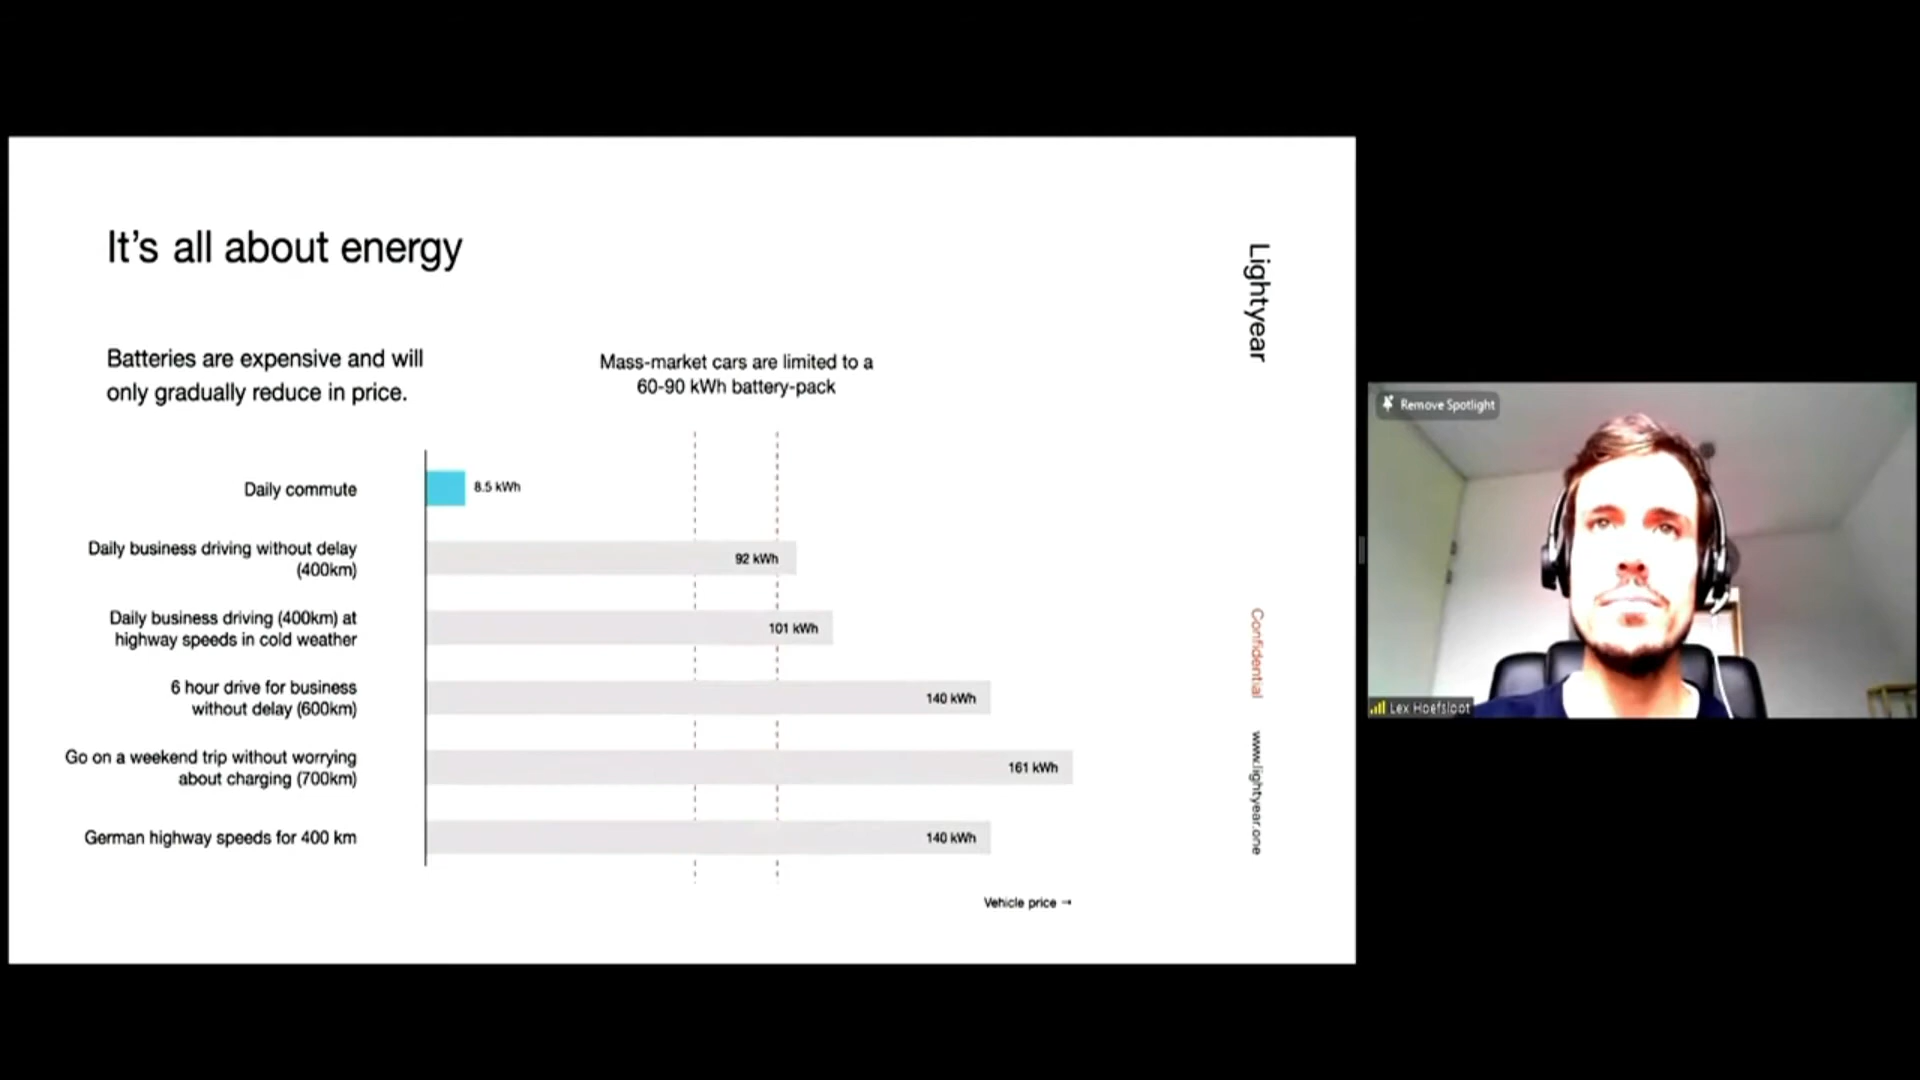 It's all about energy
Batteries are expensive and will
only gradually reduce in price.
Mass-market cars are limited to a
60-90 kWh battery-pack
Daily commute
8.5 kWh
Daily business driving without delay
(400km)
92 kWh
Daily business driving (400km) at
highway speeds in cold weather
101 kWh
6 hour drive for business
without delay (600km)
140 kWh
Go on a weekend trip without worrying
about charging (700km)
161 kWh
German highway speeds for 400 km
140 kWh
Vehicle price →
Lightyear
Confidential
www.lightyear.one
Remove Spotlight
Lex Hoefsloot